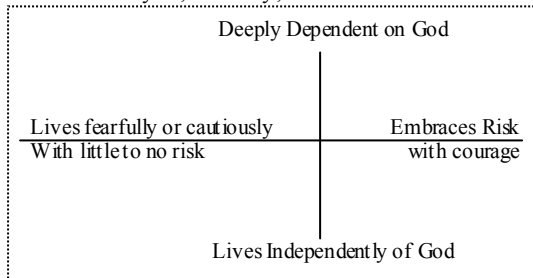 Deeply Dependent on God
Lives fearfully or cautiously
With little to no risk
Embraces Risk
with courage
Lives Independently of God